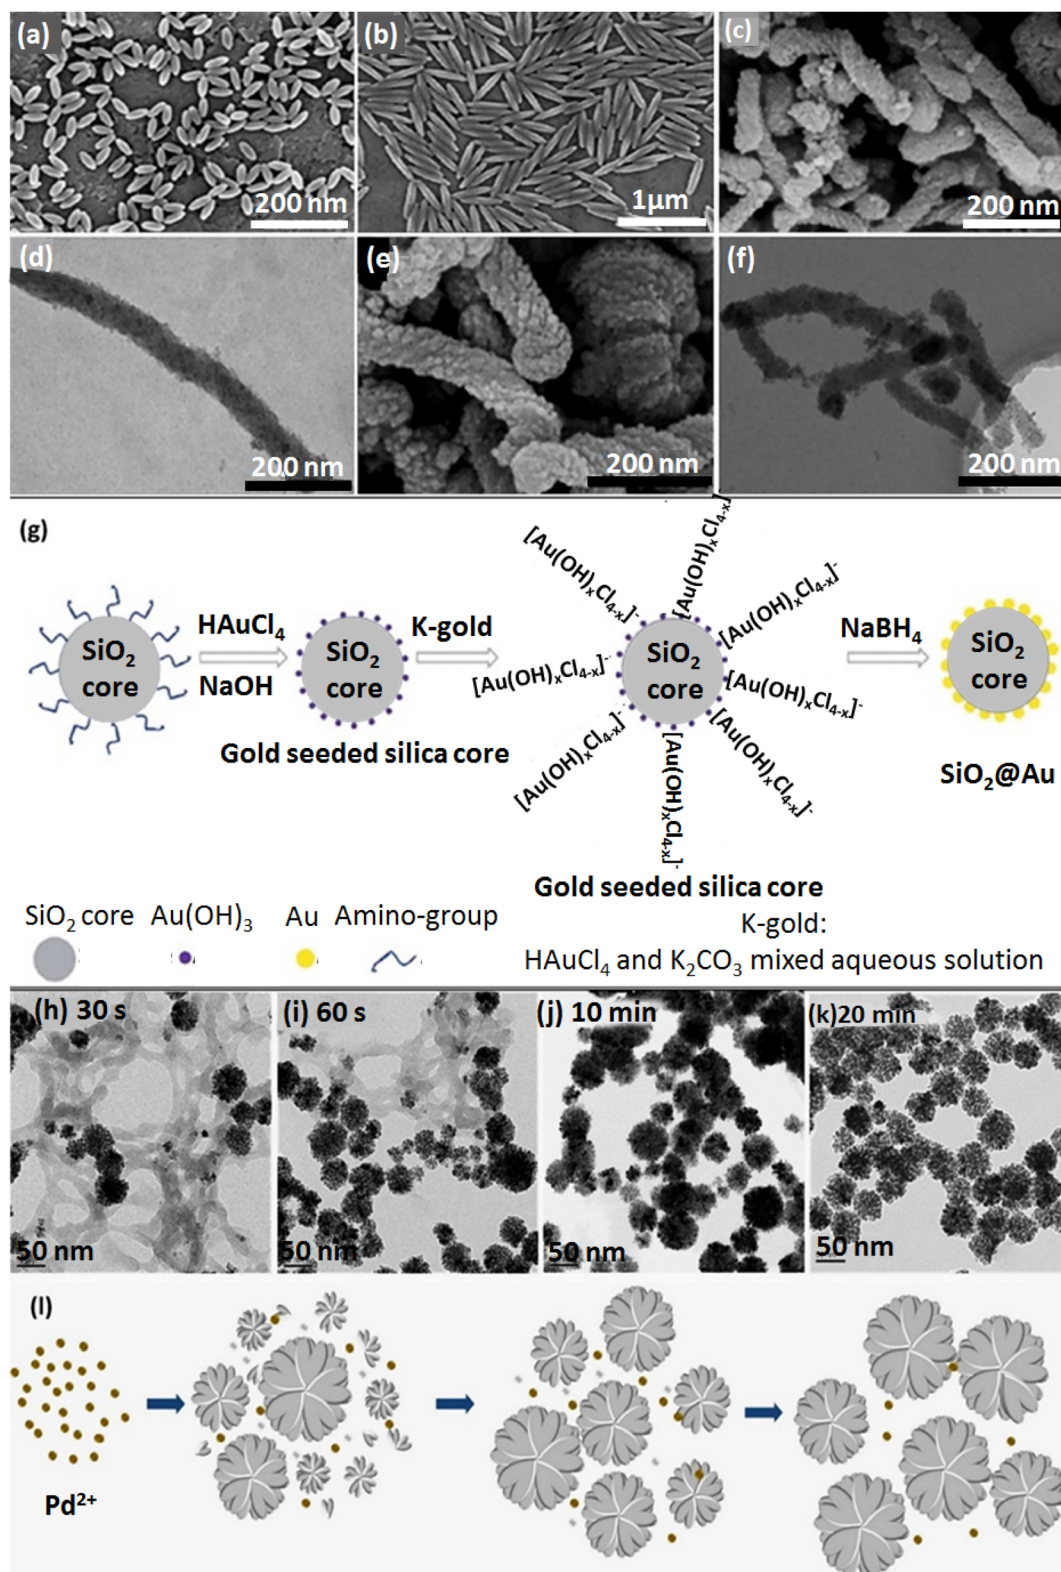 (a)
200 nm
(b)
1μm
(c)
200 nm
(d)
200 nm
(e)
200 nm
(f)
200 nm
(g)
SiO2 core
HAuCl4
NaOH
SiO2 core
K-gold
[Au(OH)xCl4-x]-
[Au(OH)xCl4-x]
[Au(OH)xCl4-x]-
[Au(OH)xCl4-x]-
SiO2 core
[Au(OH)xCl4-x]-
[Au(OH)xCl4-x]-
[Au(OH)xCl4-x]-
[Au(OH)xCl4-x]-
NaBH4
SiO2 core
Gold seeded silica core
SiO2@Au
Gold seeded silica core
SiO2 core
Au(OH)3
Au
Amino-group
K-gold:
HAuCl4 and K2CO3 mixed aqueous solution
(h) 30 s
50 nm
(i) 60 s
50 nm
(j) 10 min
50 nm
(k)20 min
50 nm
(l)
Pd2+